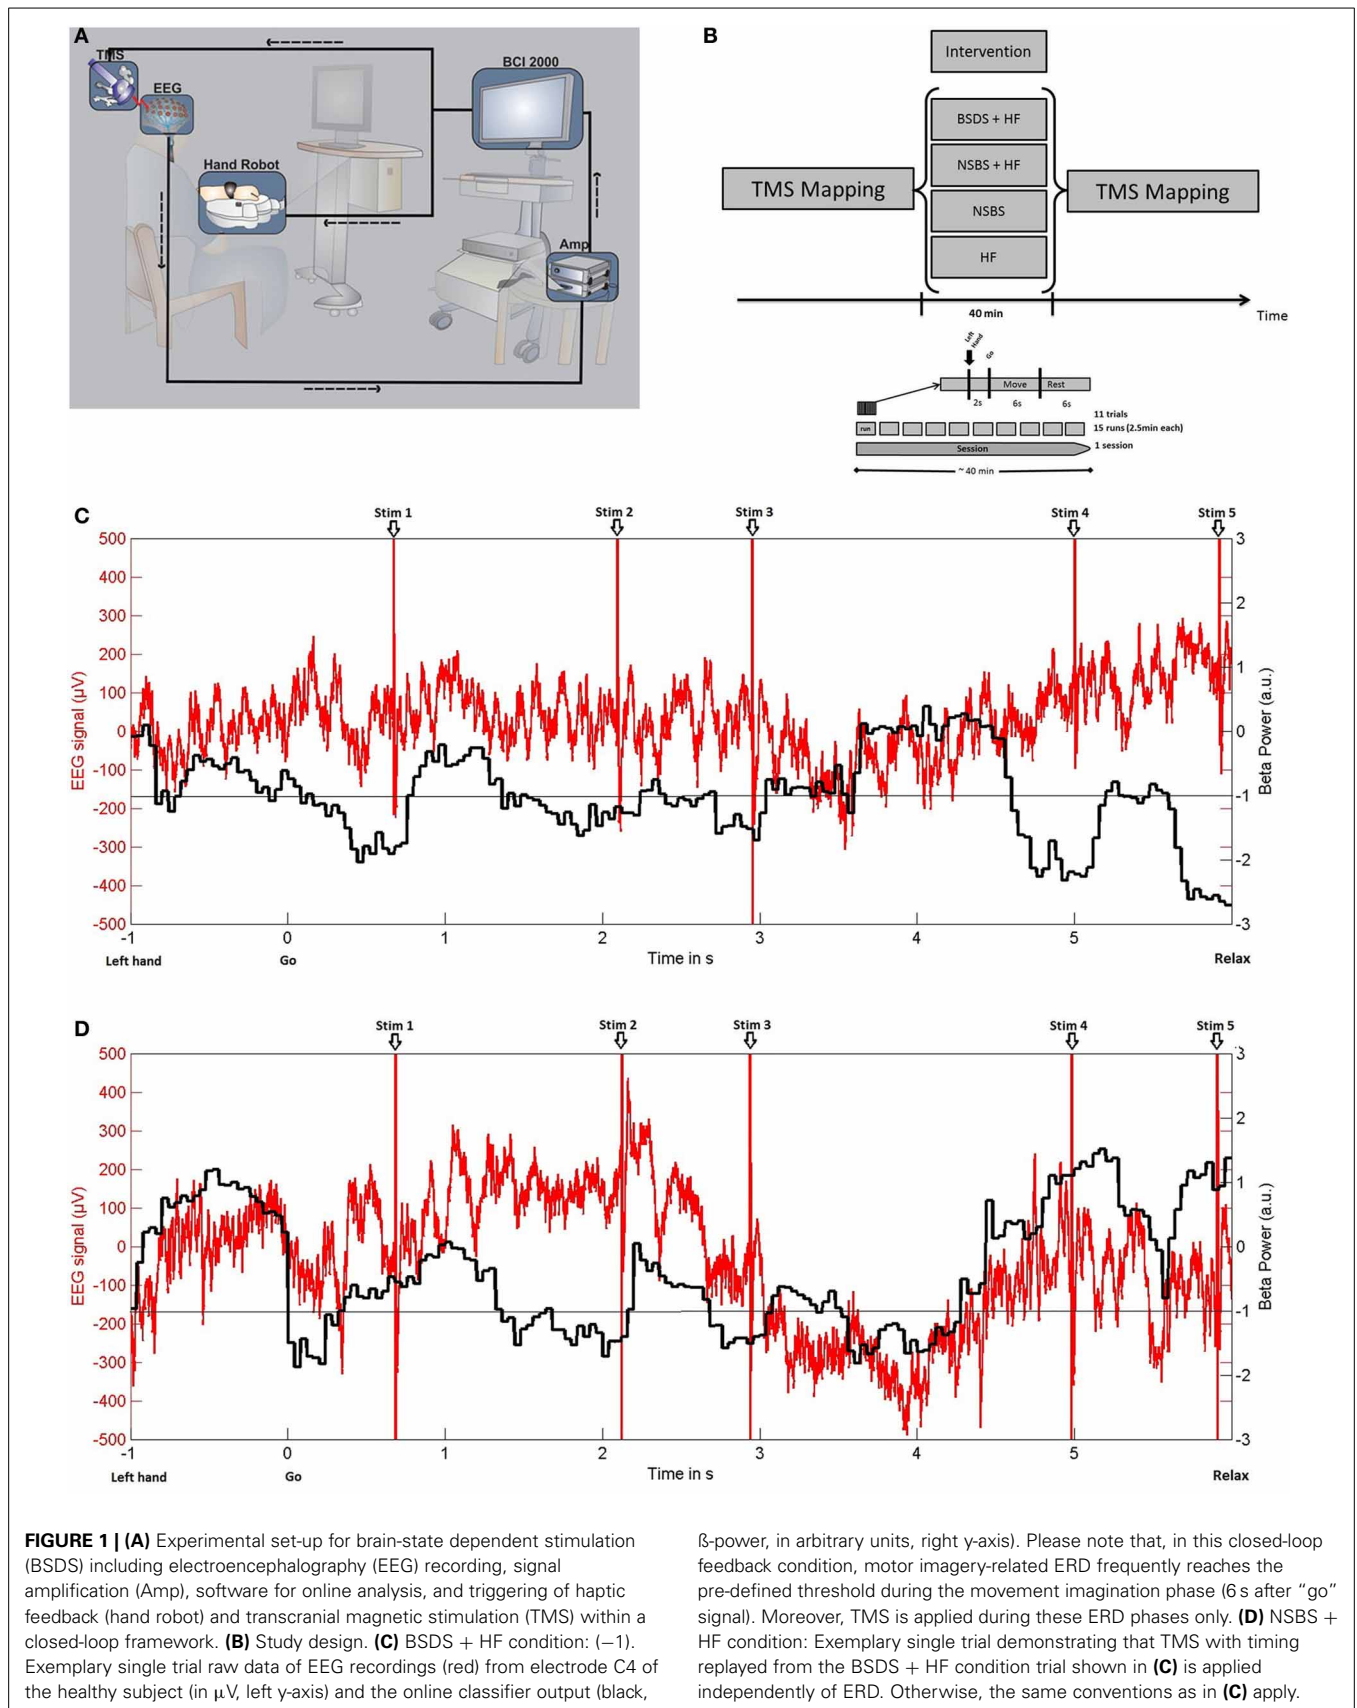 A
TMS
EEG
Hand Robot
BCI 2000
Amp
B
Intervention
BSDS + HF
NSBS + HF
NSBS
HF
TMS Mapping
TMS Mapping
40 min
Time
Left
Hand
Go
Move
Rest
2s
6s
6s
11 trials
run
15 runs (2.5min each)
Session
1 session
~ 40 min
C
Stim 1
Stim 2
Stim 3
Stim 4
Stim 5
500
400
300
200
100
0
-100
-200
-300
-400
-500
EEG signal (µV)
3
2
1
0
-1
-2
-3
Beta Power (a.u.)
-1
0
1
2
3
4
5
Left hand
Go
Time in s
Relax
D
Stim 1
Stim 2
Stim 3
Stim 4
Stim 5
500
400
300
200
100
0
-100
-200
-300
-400
-500
EEG signal (µV)
3
2
1
0
-1
-2
-3
Beta Power (a.u.)
-1
0
1
2
3
4
5
Left hand
Go
Time in s
Relax
FIGURE 1 | (A) Experimental set-up for brain-state dependent stimulation
(BSDS) including electroencephalography (EEG) recording, signal
amplification (Amp), software for online analysis, and triggering of haptic
feedback (hand robot) and transcranial magnetic stimulation (TMS) within a
closed-loop framework. (B) Study design. (C) BSDS + HF condition: (−1).
Exemplary single trial raw data of EEG recordings (red) from electrode C4 of
the healthy subject (in µV, left y-axis) and the online classifier output (black,
ß-power, in arbitrary units, right y-axis). Please note that, in this closed-loop
feedback condition, motor imagery-related ERD frequently reaches the
pre-defined threshold during the movement imagination phase (6 s after “go”
signal). Moreover, TMS is applied during these ERD phases only. (D) NSBS +
HF condition: Exemplary single trial demonstrating that TMS with timing
replayed from the BSDS + HF condition trial shown in (C) is applied
independently of ERD. Otherwise, the same conventions as in (C) apply.